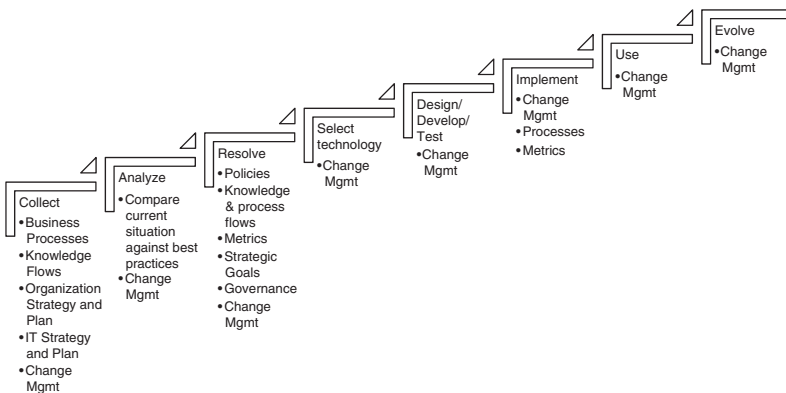 Collect
•Business
Processes
•Knowledge
Flows
•Organization
Strategy and
Plan
•IT Strategy
and Plan
•Change
Mgmt
Analyze
•Compare
current
situation
against best
practices
•Change
Mgmt
Resolve
•Policies
•Knowledge
& process
flows
•Metrics
•Strategic
Goals
•Governance
•Change
Mgmt
Select
technology
•Change
Mgmt
Design/
Develop/
Test
•Change
Mgmt
Implement
•Change
Mgmt
•Processes
•Metrics
Use
•Change
Mgmt
Evolve
•Change
Mgmt